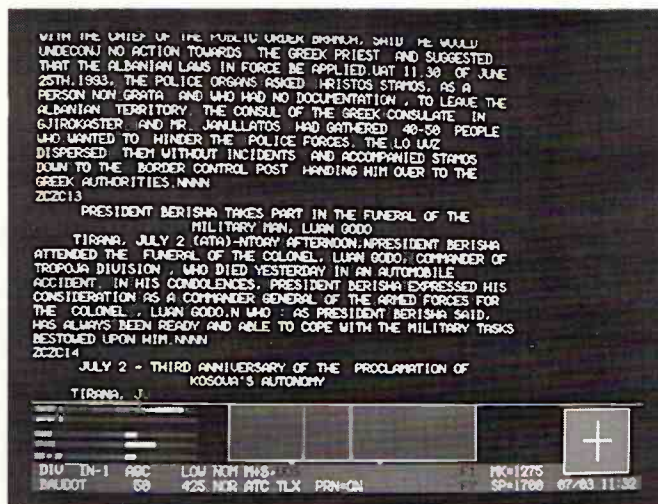 WITH THE CHIEF OF THE PUBLIC ORDER BRANCH, SAID HE WOULD
UNDECONJ NO ACTION TOWARDS THE GREEK PRIEST AND SUGGESTED
THAT THE ALBANIAN LAWS IN FORCE BE APPLIED.UAT 11.30 OF JUNE
25TH.1993, THE POLICE ORGANS ASKED HRISTOS STAMOS, AS A
PERSON NON GRATA AND WHO HAD NO DOCUMENTATION , TO LEAVE THE
ALBANIAN TERRITORY. THE CONSUL OF THE GREEK CONSULATE IN
GJIROKASTER AND MR. JANULLATOS HAD GATHERED 40-50 PEOPLE
WHO WANTED TO HINDER THE POLICE FORCES. THE LO UUZ
DISPERSED THEM WITHOUT INCIDENTS AND ACCOMPANIED STAMOS
DOWN TO THE BORDER CONTROL POST HANDING HIM OVER TO THE
GREEK AUTHORITIES.NNNN
ZCZC13
PRESIDENT BERISHA TAKES PART IN THE FUNERAL OF THE
MILITARY MAN, LUAN GODO
TIRANA, JULY 2 (ATA)-NTOAY AFTERNOON,NPRESIDENT BERISHA
ATTENDED THE FUNERAL OF THE COLONEL, LUAN GODO, COMMANDER OF
TROPOJA DIVISION , WHO DIED YESTERDAY IN AN AUTOMOBILE
ACCIDENT. IN HIS CONDOLENCES, PRESIDENT BERISHA EXPRESSED HIS
CONSIDERATION AS A COMMANDER GENERAL OF THE ARMED FORCES FOR
THE COLONEL , LUAN GODO.N WHO : AS PRESIDENT BERISHA SAID,
HAS ALWAYS BEEN READY AND ABLE TO COPE WITH THE MILITARY TASKS
BESTOWED UPON HIM.NNNN
ZCZC14
JULY 2 - THIRD ANNIVERSARY OF THE PROCLAMATION OF
KOSOVA'S AUTONOMY
TIRANA, J
DIV IN-1 ABC LOW NOM M+S MK=1275
BAUDOT 50 425 NOR ATC TLX PRN=ON SP=1700 07/03 11:32